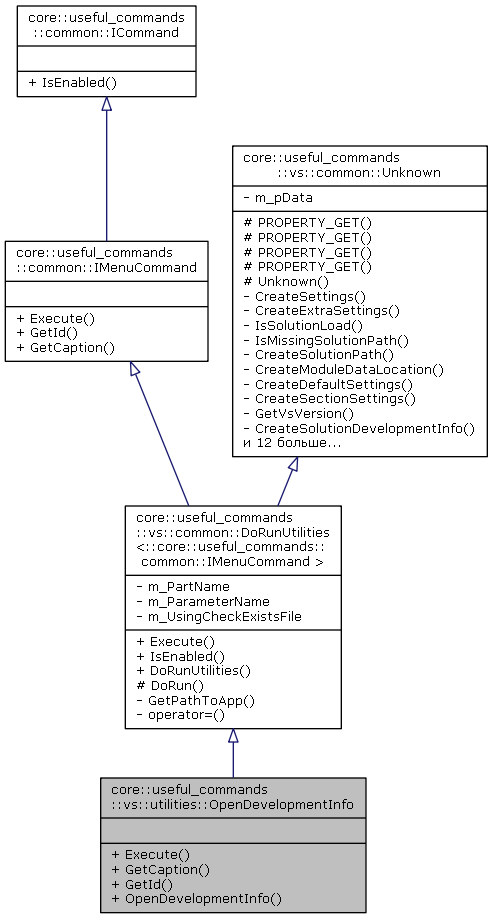 core::useful_commands
::common::ICommand
+ IsEnabled()
core::useful_commands
::vs::common::Unknown
- m_pData
# PROPERTY_GET()
# PROPERTY_GET()
# PROPERTY_GET()
# PROPERTY_GET()
# Unknown()
- CreateSettings()
- CreateExtraSettings()
- IsSolutionLoad()
- IsMissingSolutionPath()
- CreateSolutionPath()
- CreateModuleDataLocation()
- CreateDefaultSettings()
- CreateSectionSettings()
- GetVsVersion()
- CreateSolutionDevelopmentInfo()
и 12 больше...
core::useful_commands
::common::IMenuCommand
+ Execute()
+ GetId()
+ GetCaption()
core::useful_commands
::vs::common::DoRunUtilities
<::core::useful_commands::
common::IMenuCommand >
- m_PartName
- m_ParameterName
- m_UsingCheckExistsFile
+ Execute()
+ IsEnabled()
+ DoRunUtilities()
# DoRun()
- GetPathToApp()
- operator=()
core::useful_commands
::vs::utilities::OpenDevelopmentInfo
+ Execute()
+ GetCaption()
+ GetId()
+ OpenDevelopmentInfo()